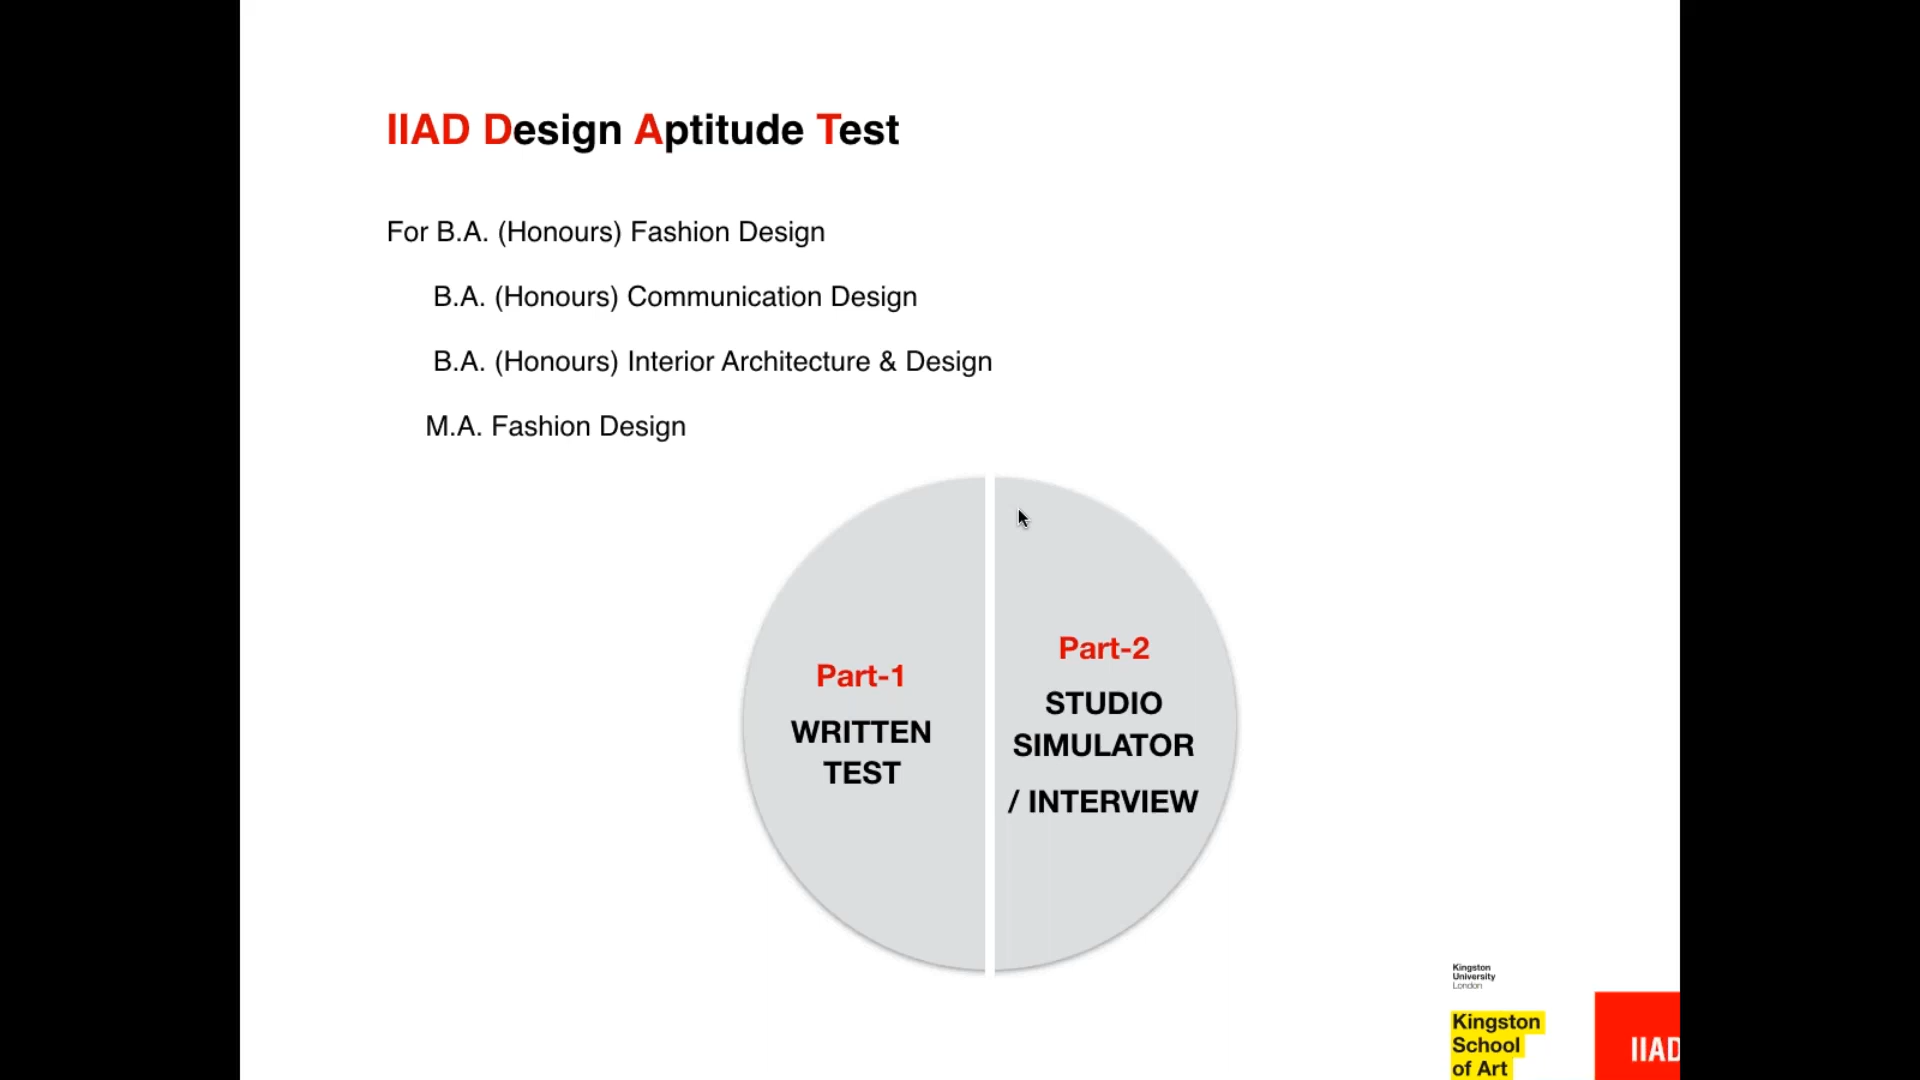 IIAD Design Aptitude Test
For B.A. (Honours) Fashion Design
B.A. (Honours) Communication Design
B.A. (Honours) Interior Architecture & Design
M.A. Fashion Design
Part-1
WRITTEN
TEST
Part-2
STUDIO
SIMULATOR
/ INTERVIEW
Kingston
University
London
Kingston
School
of Art
IIAD